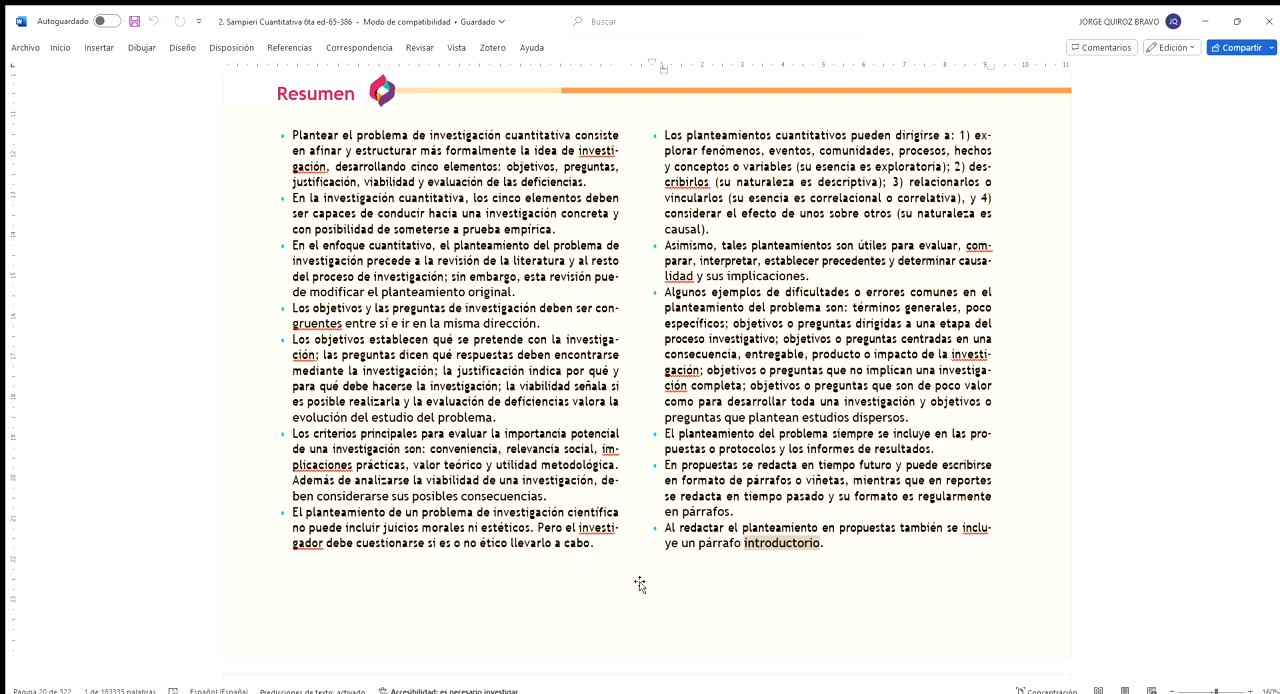 Autoguardado
2. Sampieri Cuantitativa 6ta ed-65-386 - Modo de compatibilidad • Guardado
Buscar
JORGE QUIROZ BRAVO
JQ
Archivo Inicio Insertar Dibujar Diseño Disposición Referencias Correspondencia Revisar Vista Zotero Ayuda
Comentarios Edición Compartir
1 2 3 4 5 6 7 8 9 10 11
Resumen
• Plantear el problema de investigación cuantitativa consiste
en afinar y estructurar más formalmente la idea de investi-
gación, desarrollando cinco elementos: objetivos, preguntas,
justificación, viabilidad y evaluación de las deficiencias.
• En la investigación cuantitativa, los cinco elementos deben
ser capaces de conducir hacia una investigación concreta y
con posibilidad de someterse a prueba empírica.
• En el enfoque cuantitativo, el planteamiento del problema de
investigación precede a la revisión de la literatura y al resto
del proceso de investigación; sin embargo, esta revisión pue-
de modificar el planteamiento original.
• Los objetivos y las preguntas de investigación deben ser con-
gruentes entre sí e ir en la misma dirección.
• Los objetivos establecen qué se pretende con la investiga-
ción; las preguntas dicen qué respuestas deben encontrarse
mediante la investigación; la justificación indica por qué y
para qué debe hacerse la investigación; la viabilidad señala si
es posible realizarla y la evaluación de deficiencias valora la
evolución del estudio del problema.
• Los criterios principales para evaluar la importancia potencial
de una investigación son: conveniencia, relevancia social, im-
plicaciones prácticas, valor teórico y utilidad metodológica.
Además de analizarse la viabilidad de una investigación, de-
ben considerarse sus posibles consecuencias.
• El planteamiento de un problema de investigación científica
no puede incluir juicios morales ni estéticos. Pero el investi-
gador debe cuestionarse si es o no ético llevarlo a cabo.
• Los planteamientos cuantitativos pueden dirigirse a: 1) ex-
plorar fenómenos, eventos, comunidades, procesos, hechos
y conceptos o variables (su esencia es exploratoria); 2) des-
cribirlos (su naturaleza es descriptiva); 3) relacionarlos o
vincularlos (su esencia es correlacional o correlativa), y 4)
considerar el efecto de unos sobre otros (su naturaleza es
causal).
• Asimismo, tales planteamientos son útiles para evaluar, com-
parar, interpretar, establecer precedentes y determinar causa-
lidad y sus implicaciones.
• Algunos ejemplos de dificultades o errores comunes en el
planteamiento del problema son: términos generales, poco
específicos; objetivos o preguntas dirigidas a una etapa del
proceso investigativo; objetivos o preguntas centradas en una
consecuencia, entregable, producto o impacto de la investi-
gación; objetivos o preguntas que no implican una investiga-
ción completa; objetivos o preguntas que son de poco valor
como para desarrollar toda una investigación y objetivos o
preguntas que plantean estudios dispersos.
• El planteamiento del problema siempre se incluye en las pro-
puestas o protocolos y los informes de resultados.
• En propuestas se redacta en tiempo futuro y puede escribirse
en formato de párrafos o viñetas, mientras que en reportes
se redacta en tiempo pasado y su formato es regularmente
en párrafos.
• Al redactar el planteamiento en propuestas también se inclu-
ye un párrafo introductorio.
Página 20 de 322 1 de 183335 palabras Español (España) Predicciones de texto: activado Accesibilidad: es necesario investigar Concentración 160%